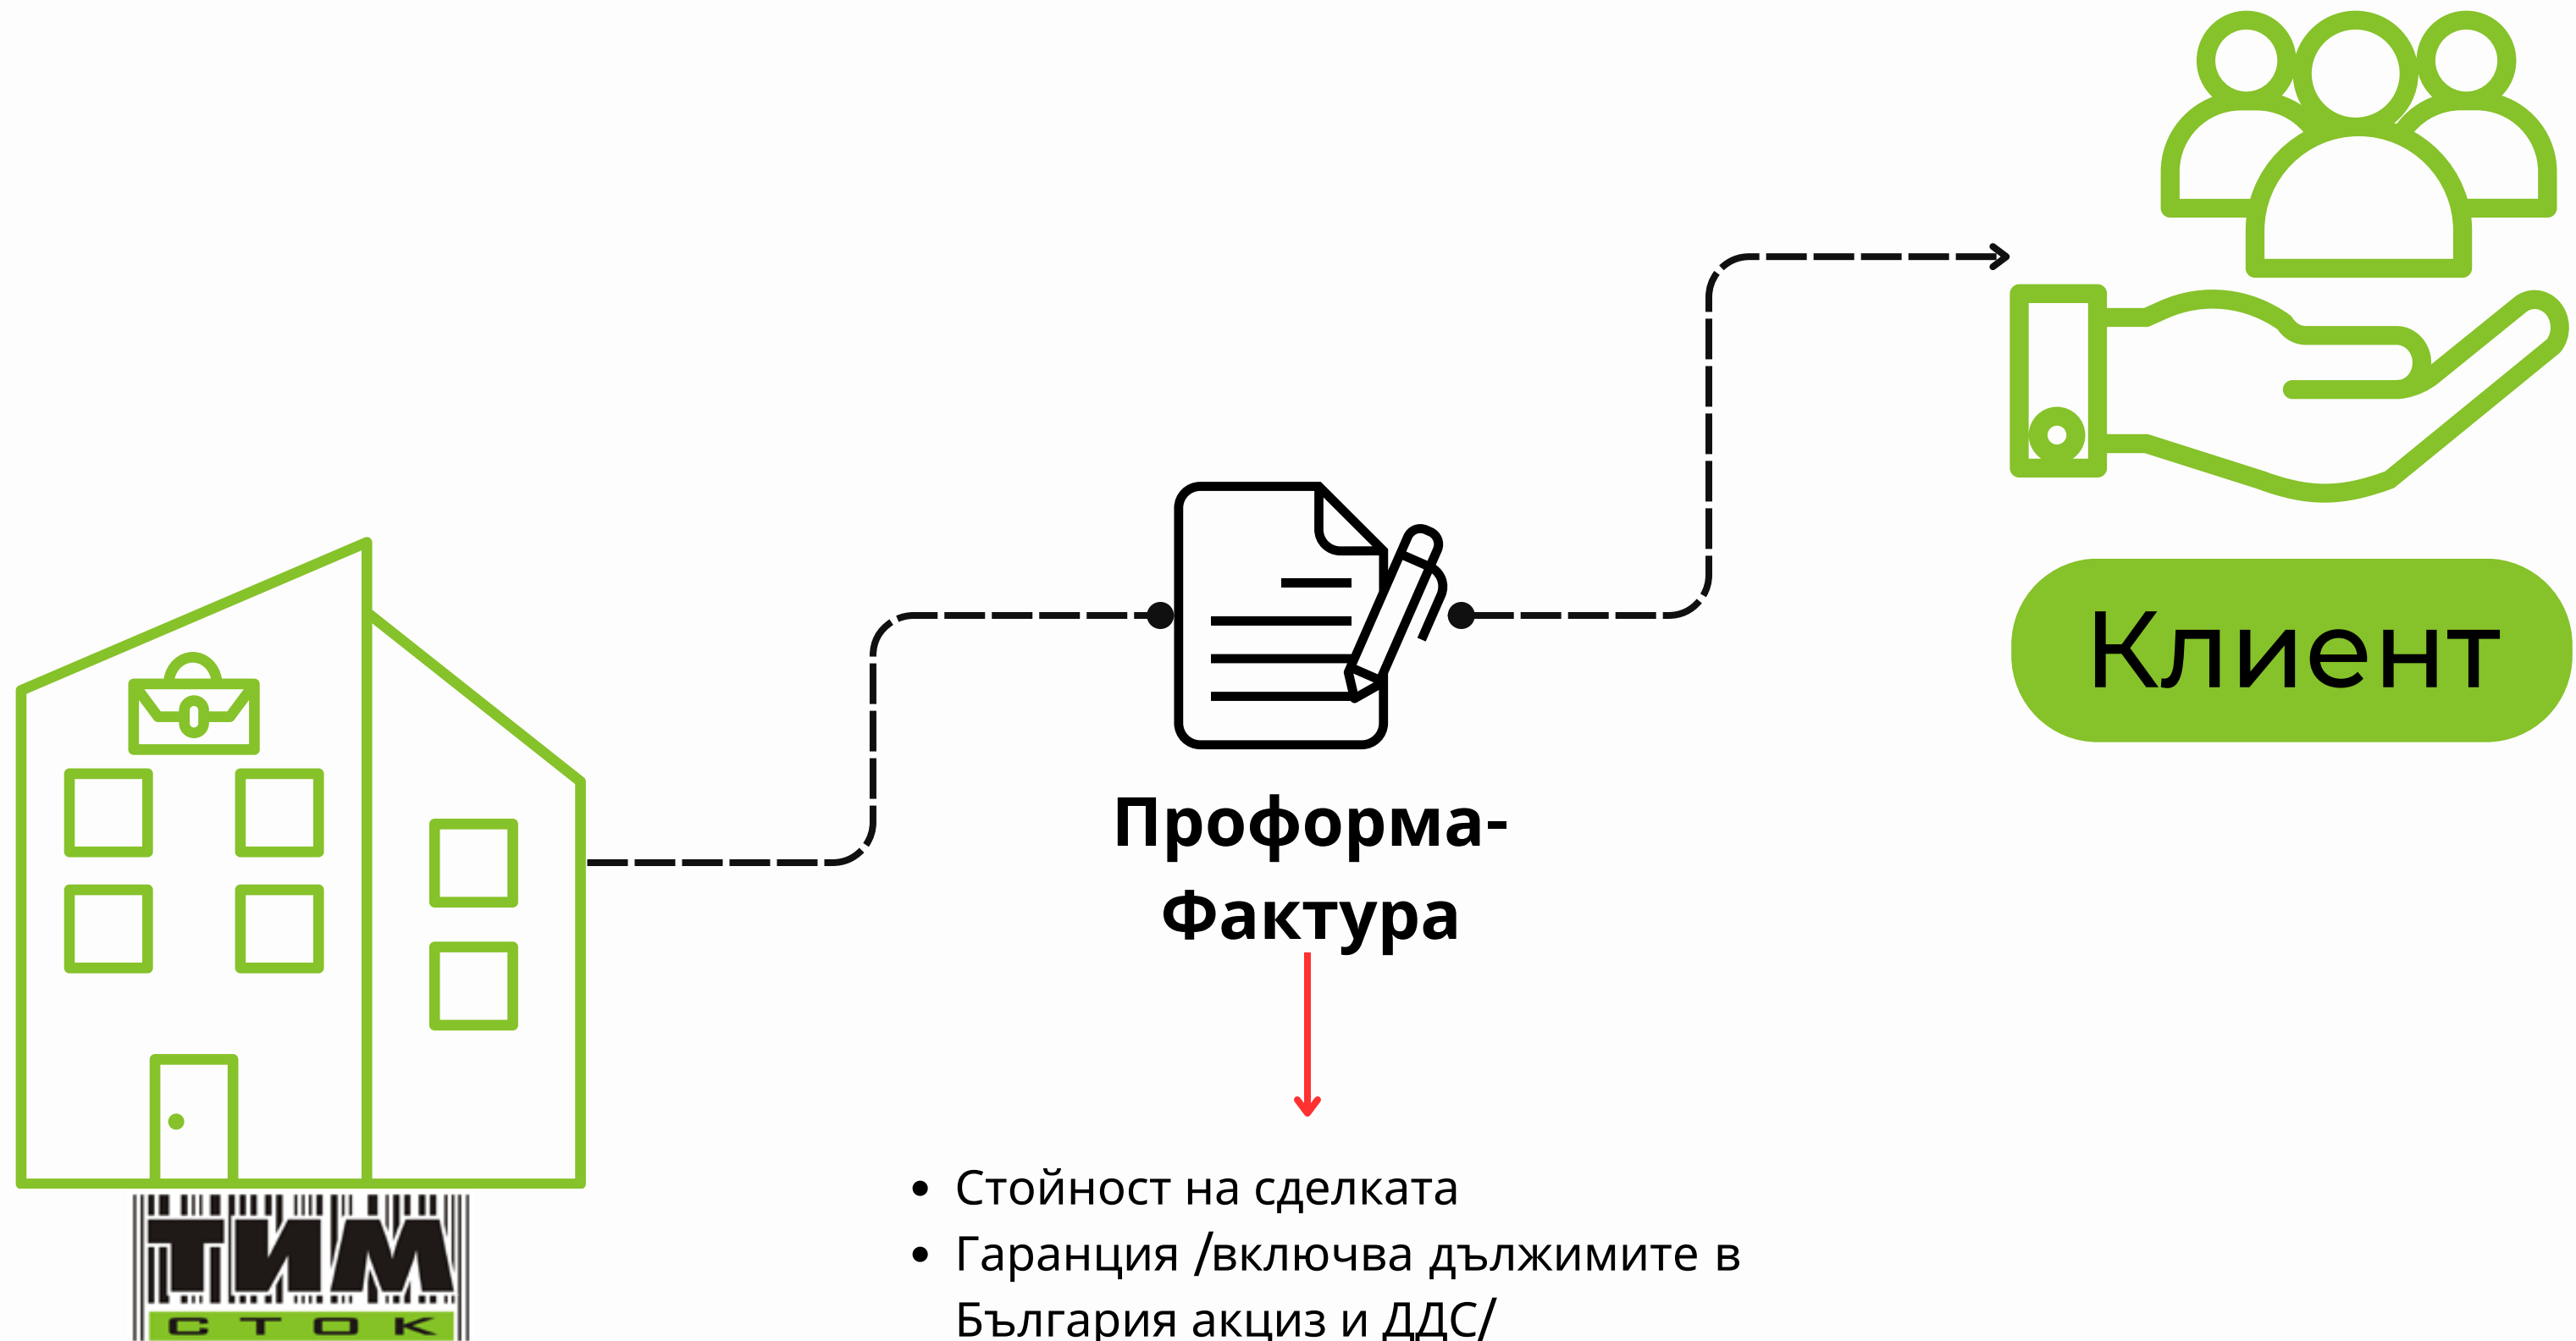 Клиент
Проформа-
Фактура
• Стойност на сделката
• Гаранция /включва дължимите в
България акциз и ДДС/
ТИМ
СТОК